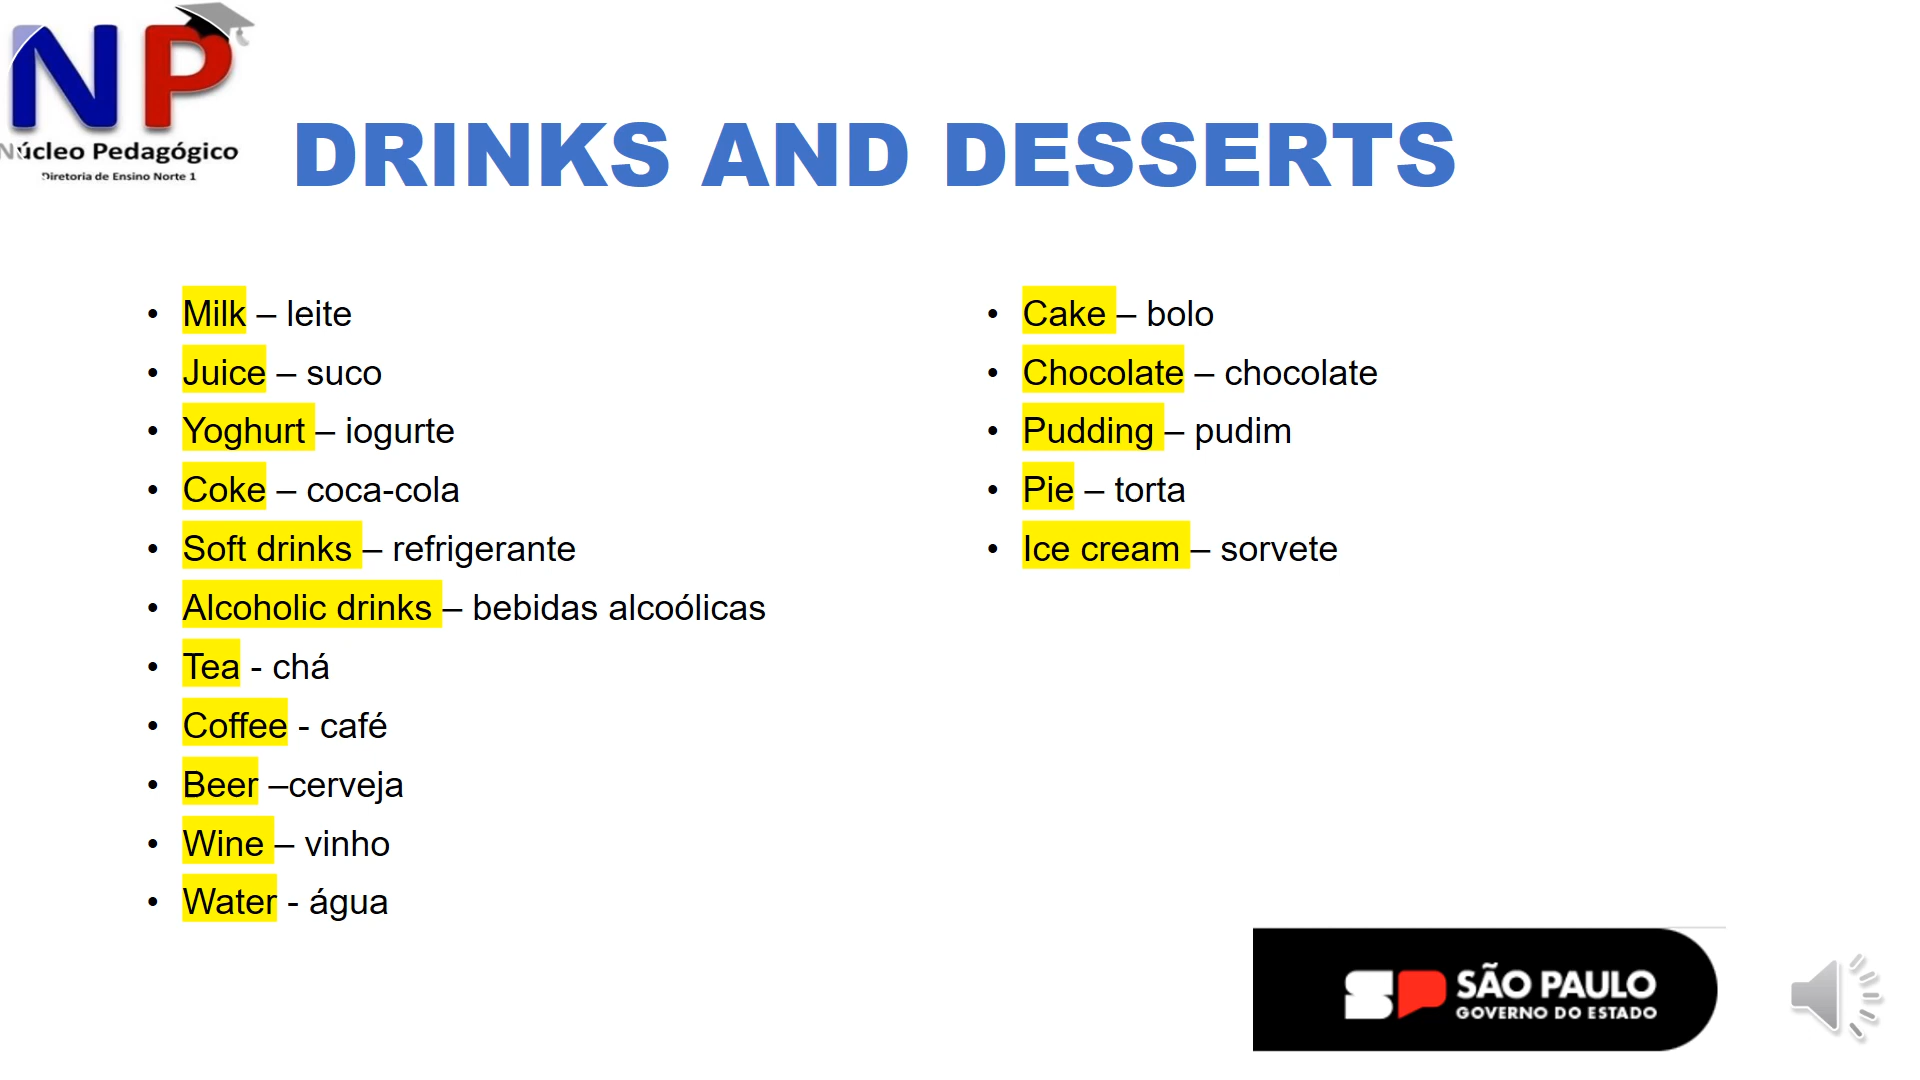 NP
Núcleo Pedagógico
Diretoria de Ensino Norte 1
DRINKS AND DESSERTS
• Milk – leite
• Juice – suco
• Yoghurt – iogurte
• Coke – coca-cola
• Soft drinks – refrigerante
• Alcoholic drinks – bebidas alcoólicas
• Tea - chá
• Coffee - café
• Beer –cerveja
• Wine – vinho
• Water - água
• Cake – bolo
• Chocolate – chocolate
• Pudding – pudim
• Pie – torta
• Ice cream – sorvete
SP SÃO PAULO
GOVERNO DO ESTADO